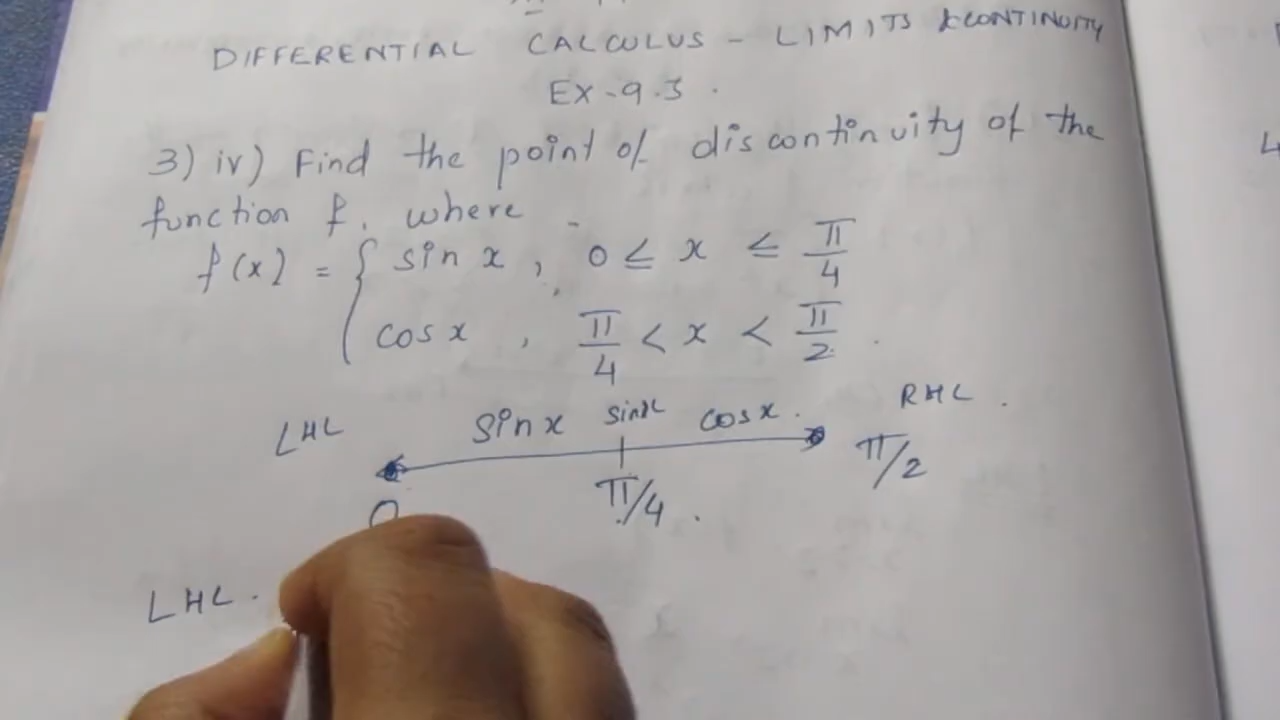 DIFFERENTIAL CALCULUS - LIMITS & CONTINUITY
EX-9.3.
3) iv) Find the point of discontinuity of the
function f, where
f(x) = { sin x, 0 ≤ x ≤ π/4
cos x, π/4 < x < π/2.
LHL sin x sin x cos x. RHL.
0 π/4. π/2
LHL.